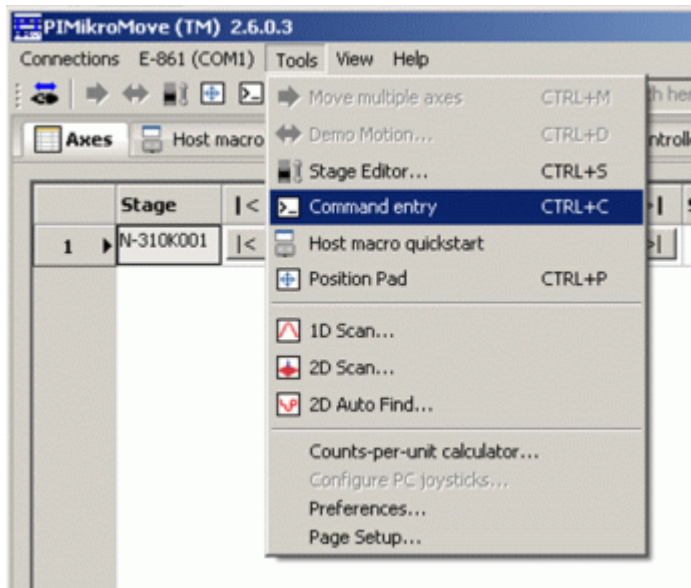 PIMikroMove (TM) 2.6.0.3
Connections E-861 (COM1) Tools View Help
Move multiple axes CTRL+M
Demo Motion... CTRL+D
Axes Host macro
Stage Editor... CTRL+S
Stage |< Command entry CTRL+C
1 N-310K001 |< Host macro quickstart >|
Position Pad CTRL+P
1D Scan...
2D Scan...
2D Auto Find...
Counts-per-unit calculator...
Configure PC joysticks...
Preferences...
Page Setup...